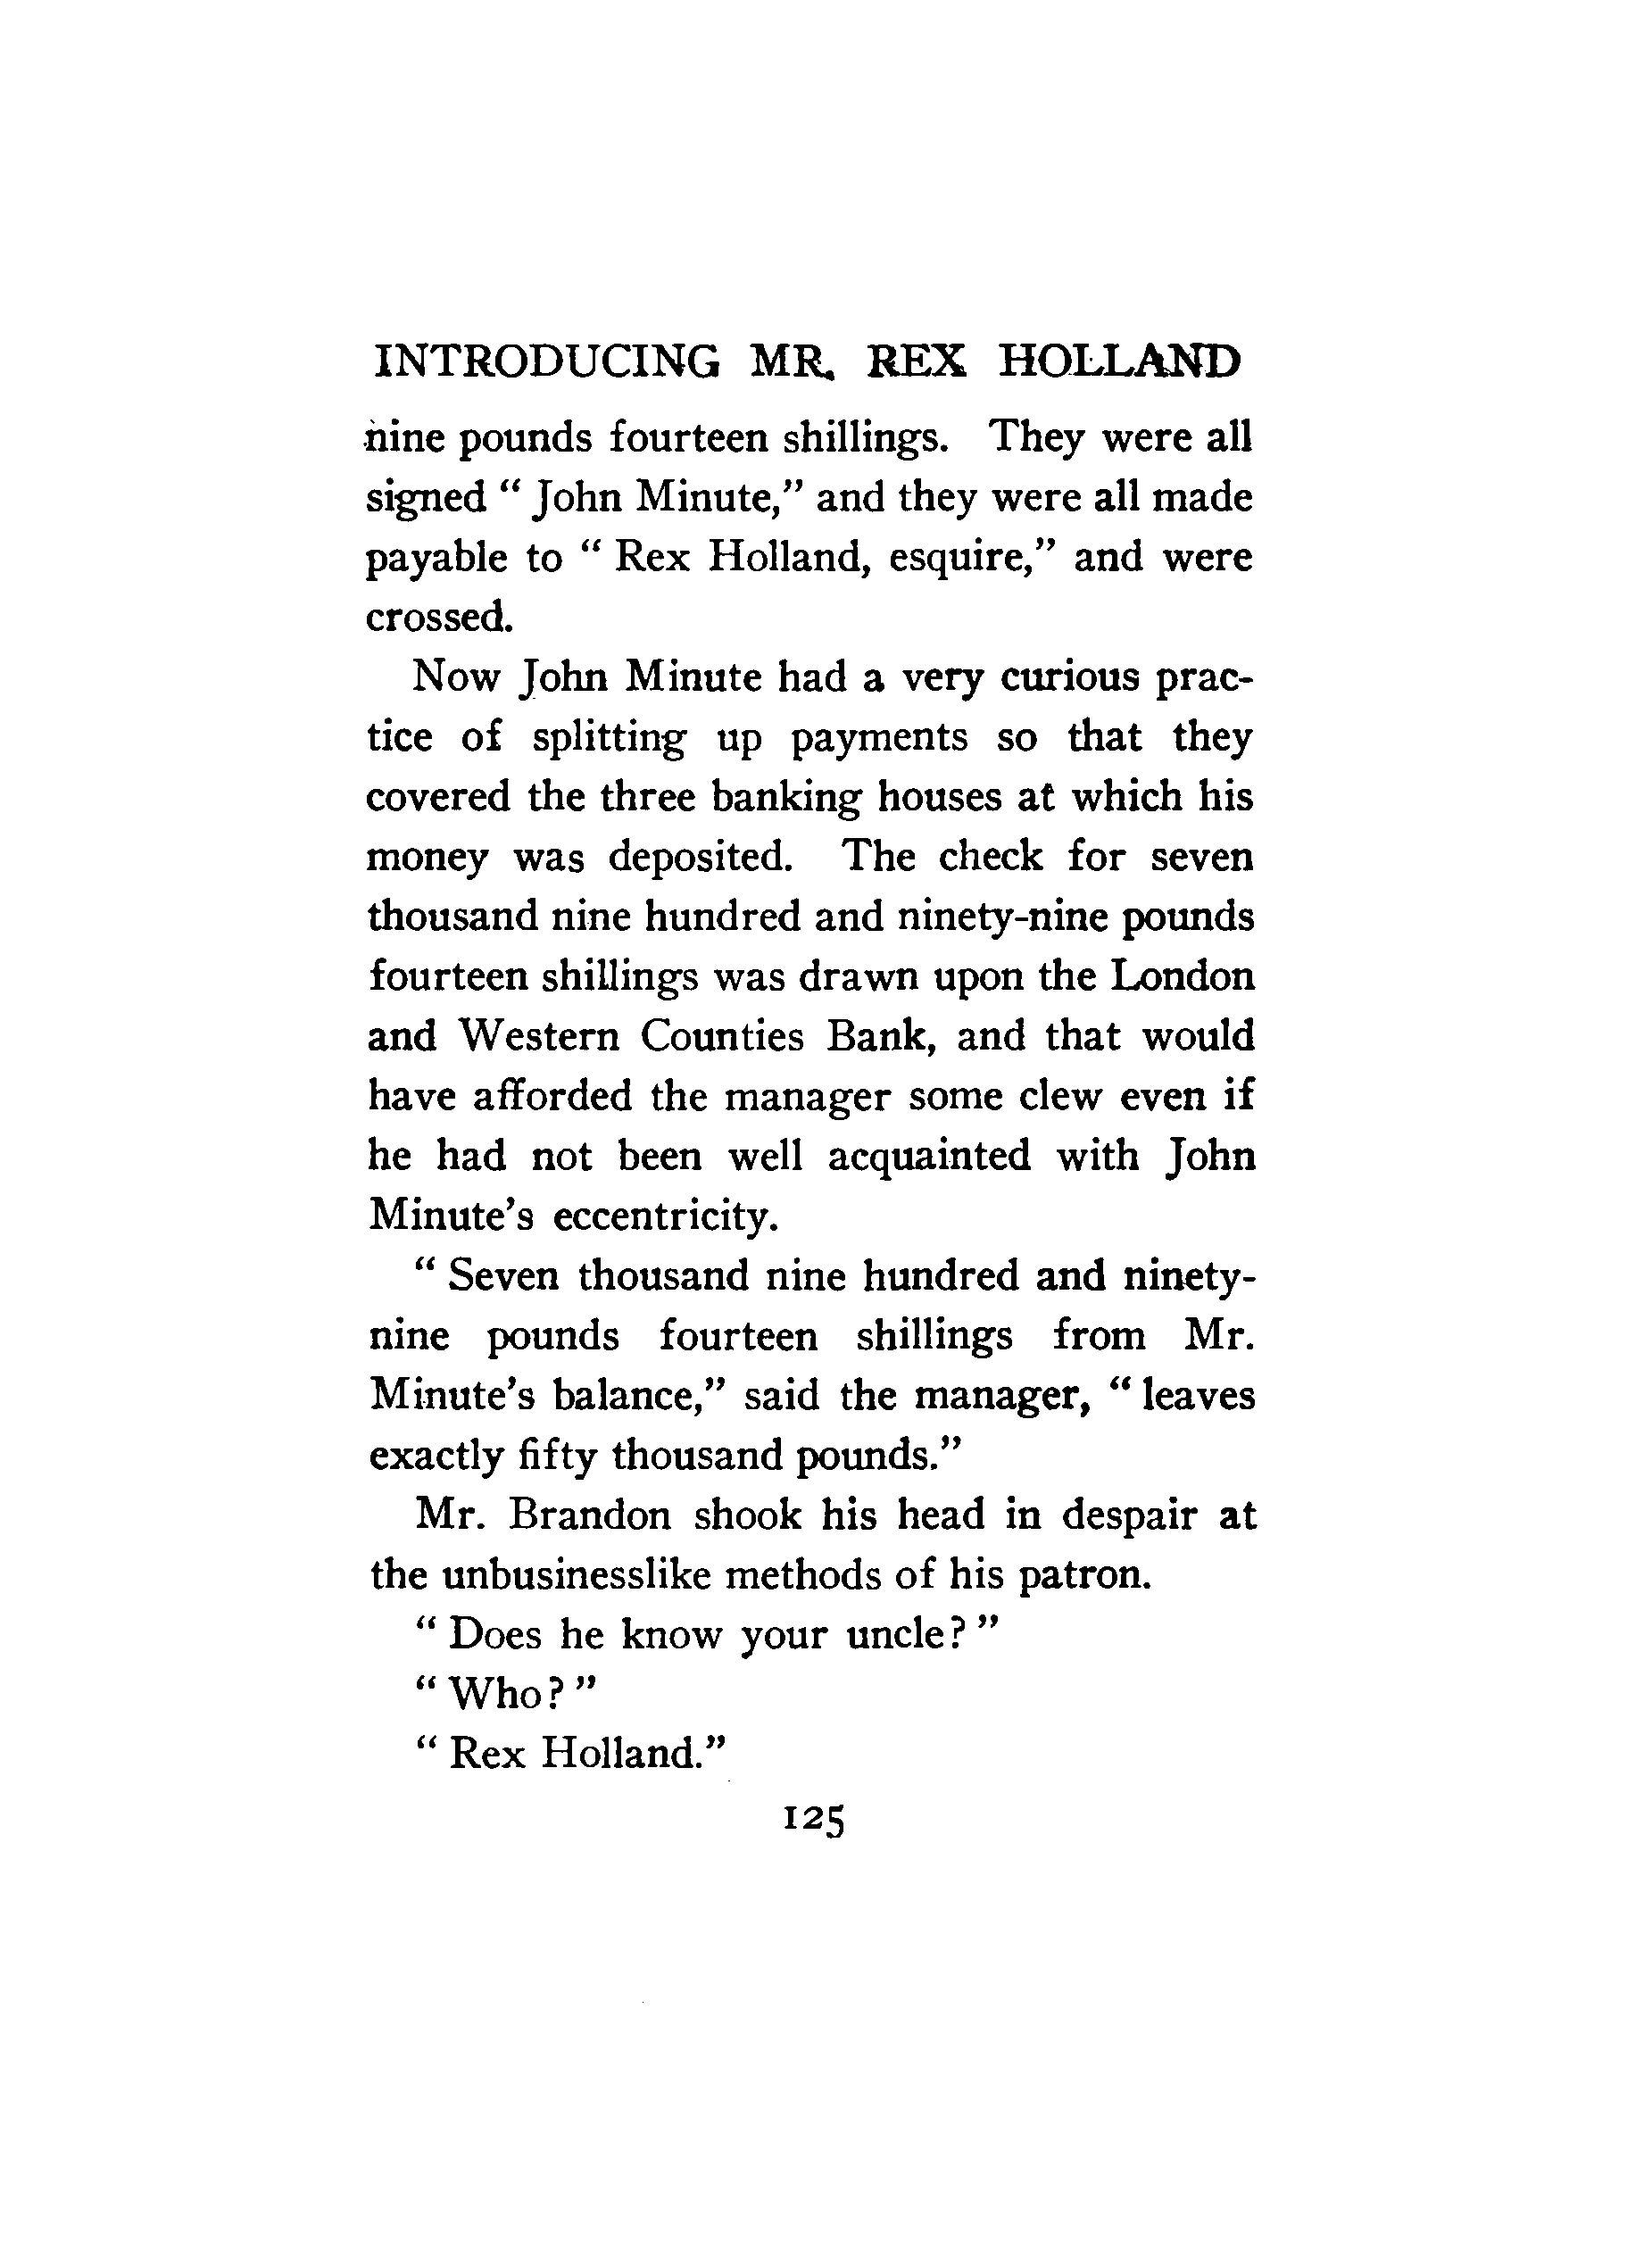 INTRODUCING MR. REX HOLLAND
nine pounds fourteen shillings. They were all
signed “ John Minute,” and they were all made
payable to “ Rex Holland, esquire,” and were
crossed.
Now John Minute had a very curious prac-
tice of splitting up payments so that they
covered the three banking houses at which his
money was deposited. The check for seven
thousand nine hundred and ninety-nine pounds
fourteen shillings was drawn upon the London
and Western Counties Bank, and that would
have afforded the manager some clew even if
he had not been well acquainted with John
Minute’s eccentricity.
“ Seven thousand nine hundred and ninety-
nine pounds fourteen shillings from Mr.
Minute’s balance,” said the manager, “ leaves
exactly fifty thousand pounds.”
Mr. Brandon shook his head in despair at
the unbusinesslike methods of his patron.
“ Does he know your uncle? ”
“ Who? ”
“ Rex Holland.”
125